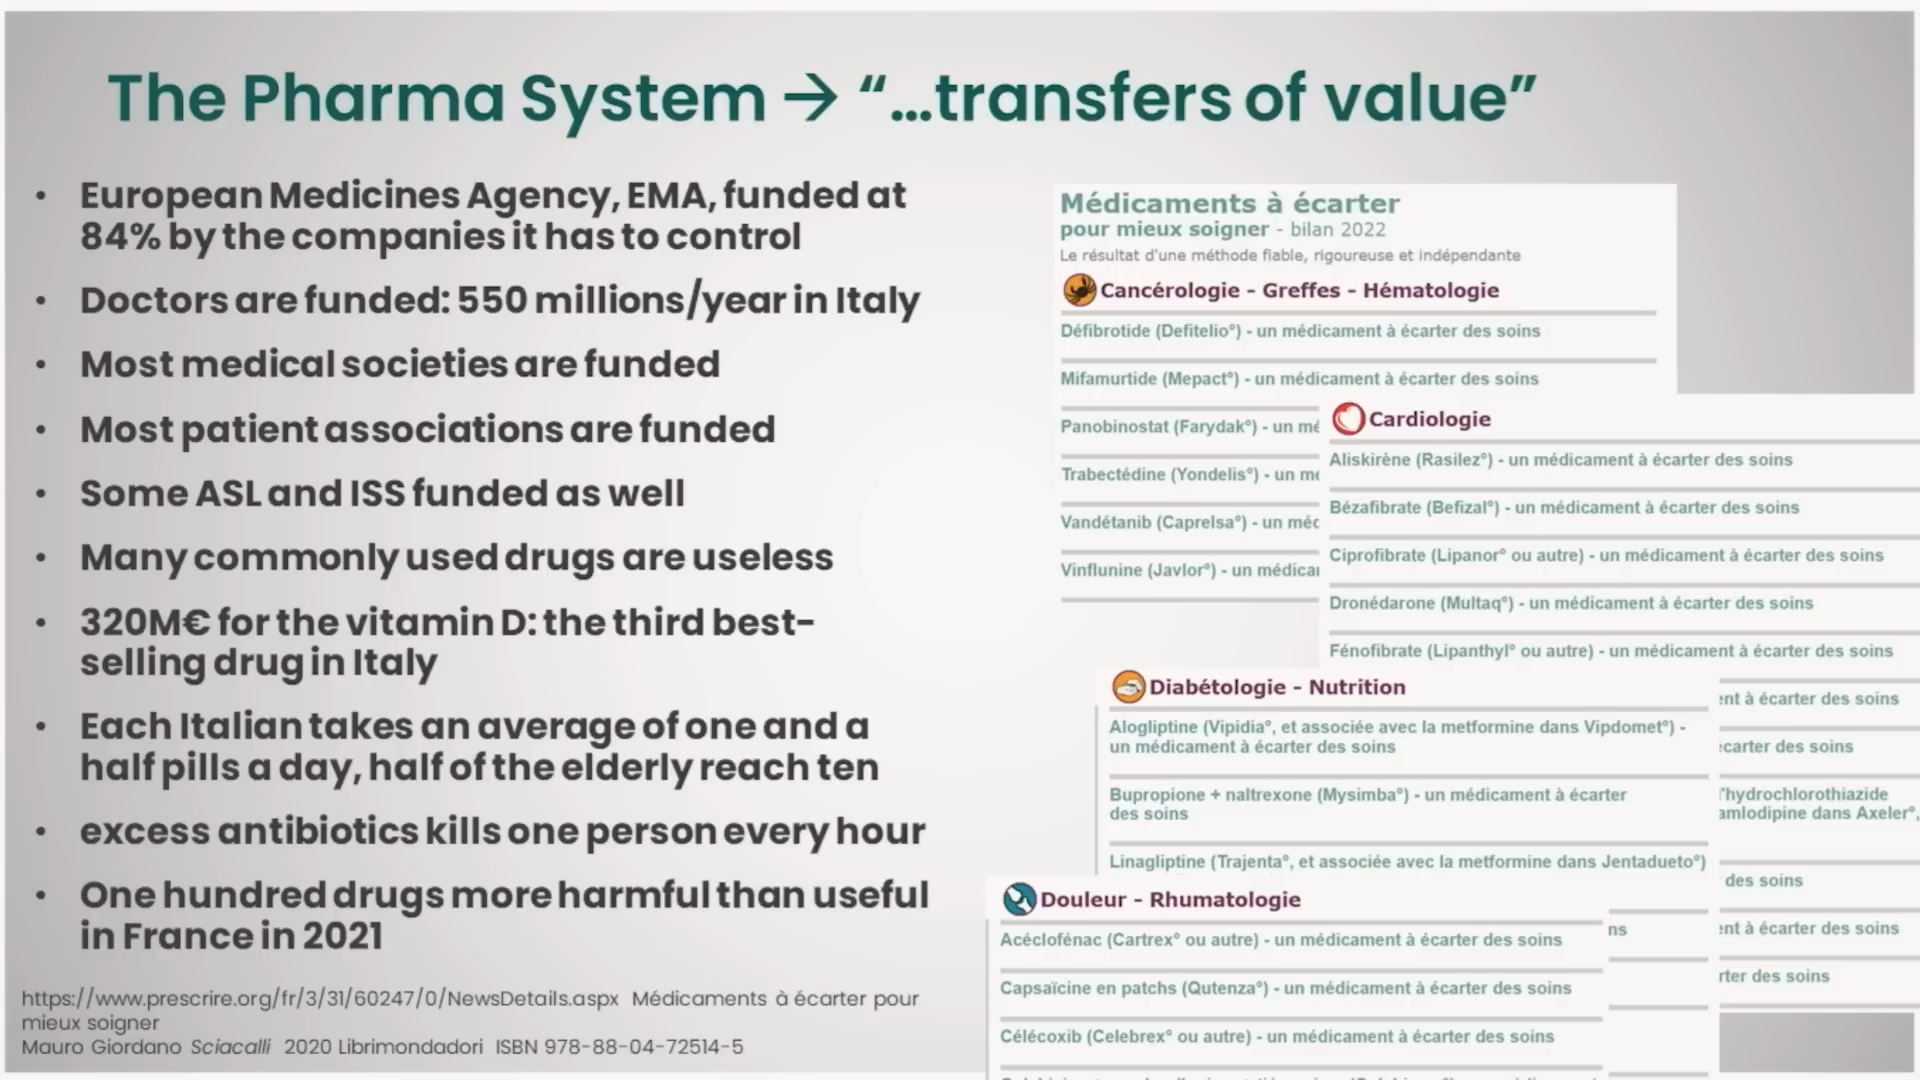 The Pharma System → “...transfers of value”
• European Medicines Agency, EMA, funded at
84% by the companies it has to control
• Doctors are funded: 550 millions/year in Italy
• Most medical societies are funded
• Most patient associations are funded
• Some ASL and ISS funded as well
• Many commonly used drugs are useless
• 320M€ for the vitamin D: the third best-
selling drug in Italy
• Each Italian takes an average of one and a
half pills a day, half of the elderly reach ten
• excess antibiotics kills one person every hour
• One hundred drugs more harmful than useful
in France in 2021
https://www.prescrire.org/fr/3/31/60247/0/NewsDetails.aspx Médicaments à écarter pour
mieux soigner
Mauro Giordano Sciacalli 2020 Librimondadori ISBN 978-88-04-72514-5
Médicaments à écarter
pour mieux soigner - bilan 2022
Le résultat d'une méthode fiable, rigoureuse et indépendante
Cancérologie - Greffes - Hématologie
Défibrotide (Defitelio°) - un médicament à écarter des soins
Mifamurtide (Mepact°) - un médicament à écarter des soins
Panobinostat (Farydak°) - un
Trabectédine (Yondelis°) - un
Vandétanib (Caprelsa°) - un
Vinflunine (Javlor°) - un
Cardiologie
Aliskirène (Rasilez°) - un médicament à écarter des soins
Bézafibrate (Befizal°) - un médicament à écarter des soins
Ciprofibrate (Lipanor° ou autre) - un médicament à écarter des soins
Dronédarone (Multaq°) - un médicament à écarter des soins
Fénofibrate (Lipanthyl° ou autre) - un médicament à écarter des soins
à écarter des soins
des soins
l'hydrochlorothiazide
amlodipine dans Axeler°,
des soins
à écarter des soins
des soins
Diabétologie - Nutrition
Alogliptine (Vipidia°, et associée avec la metformine dans Vipdomet°) -
un médicament à écarter des soins
Bupropione + naltrexone (Mysimba°) - un médicament à écarter
des soins
Linagliptine (Trajenta°, et associée avec la metformine dans Jentadueto°)
Douleur - Rhumatologie
Acéclofénac (Cartrex° ou autre) - un médicament à écarter des soins
Capsaïcine en patchs (Qutenza°) - un médicament à écarter des soins
Célécoxib (Celebrex° ou autre) - un médicament à écarter des soins